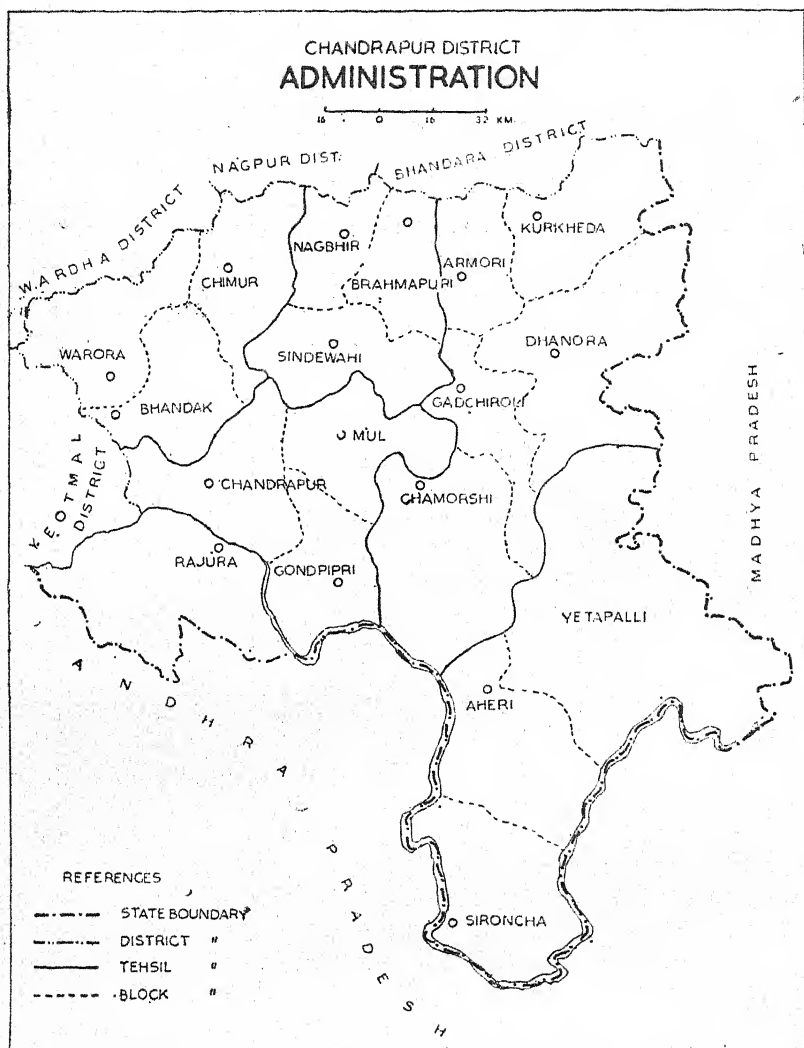 CHANDRAPUR DISTRICT
ADMINISTRATION
16 0 16 32 KM.
NAGPUR DIST.
BHANDARA DISTRICT
WARDHA DISTRICT
KURKHEDA
NAGBHIR
ARMORI
CHIMUR
BRAHMAPURI
DHANORA
WARORA
SINDEWAHI
BHANDAK
GADCHIROLI
MADHYA PRADESH
MUL
YEOTMAL
DISTRICT
CHANDRAPUR
CHAMORSHI
RAJURA
GONDPIPRI
YETAPALLI
AHERI
ANDHRA PRADESH
SIRONCHA
REFERENCES
STATE BOUNDARY
DISTRICT "
TEHSIL "
BLOCK "